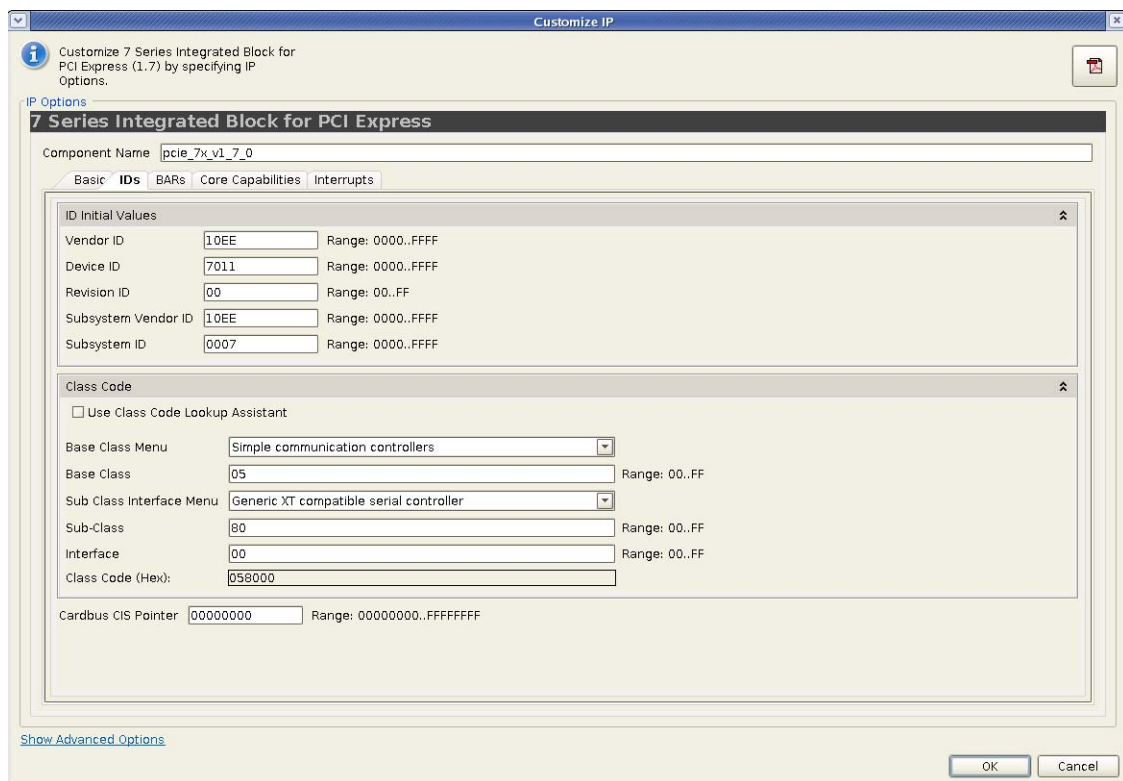 Customize IP
Customize 7 Series Integrated Block for
PCI Express (1.7) by specifying IP
Options.
IP Options
7 Series Integrated Block for PCI Express
Component Name pcie_7x_v1_7_0
Basic IDs BARs Core Capabilities Interrupts
ID Initial Values
Vendor ID 10EE Range: 0000..FFFF
Device ID 7011 Range: 0000..FFFF
Revision ID 00 Range: 00..FF
Subsystem Vendor ID 10EE Range: 0000..FFFF
Subsystem ID 0007 Range: 0000..FFFF
Class Code
Use Class Code Lookup Assistant
Base Class Menu Simple communication controllers
Base Class 05 Range: 00..FF
Sub Class Interface Menu Generic XT compatible serial controller
Sub-Class 80 Range: 00..FF
Interface 00 Range: 00..FF
Class Code (Hex): 058000
Cardbus CIS Pointer 00000000 Range: 00000000..FFFFFFFF
Show Advanced Options
OK Cancel